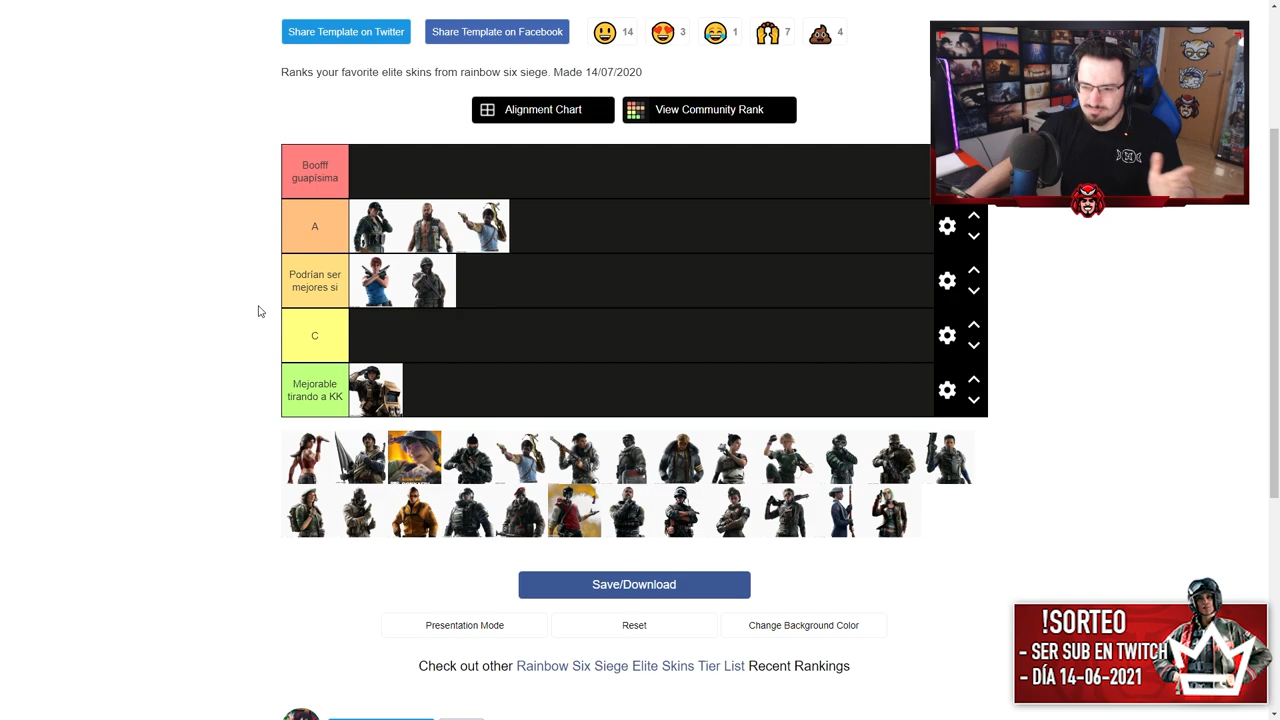 Share Template on Twitter
Share Template on Facebook
14
3
1
7
4
Ranks your favorite elite skins from rainbow six siege. Made 14/07/2020
Alignment Chart
View Community Rank
Boofff
guapísima
A
Podrían ser
mejores si
C
Mejorable
tirando a KK
Save/Download
Presentation Mode
Reset
Change Background Color
Check out other Rainbow Six Siege Elite Skins Tier List Recent Rankings
!SORTEO
- SER SUB EN TWITCH
- DÍA 14-06-2021